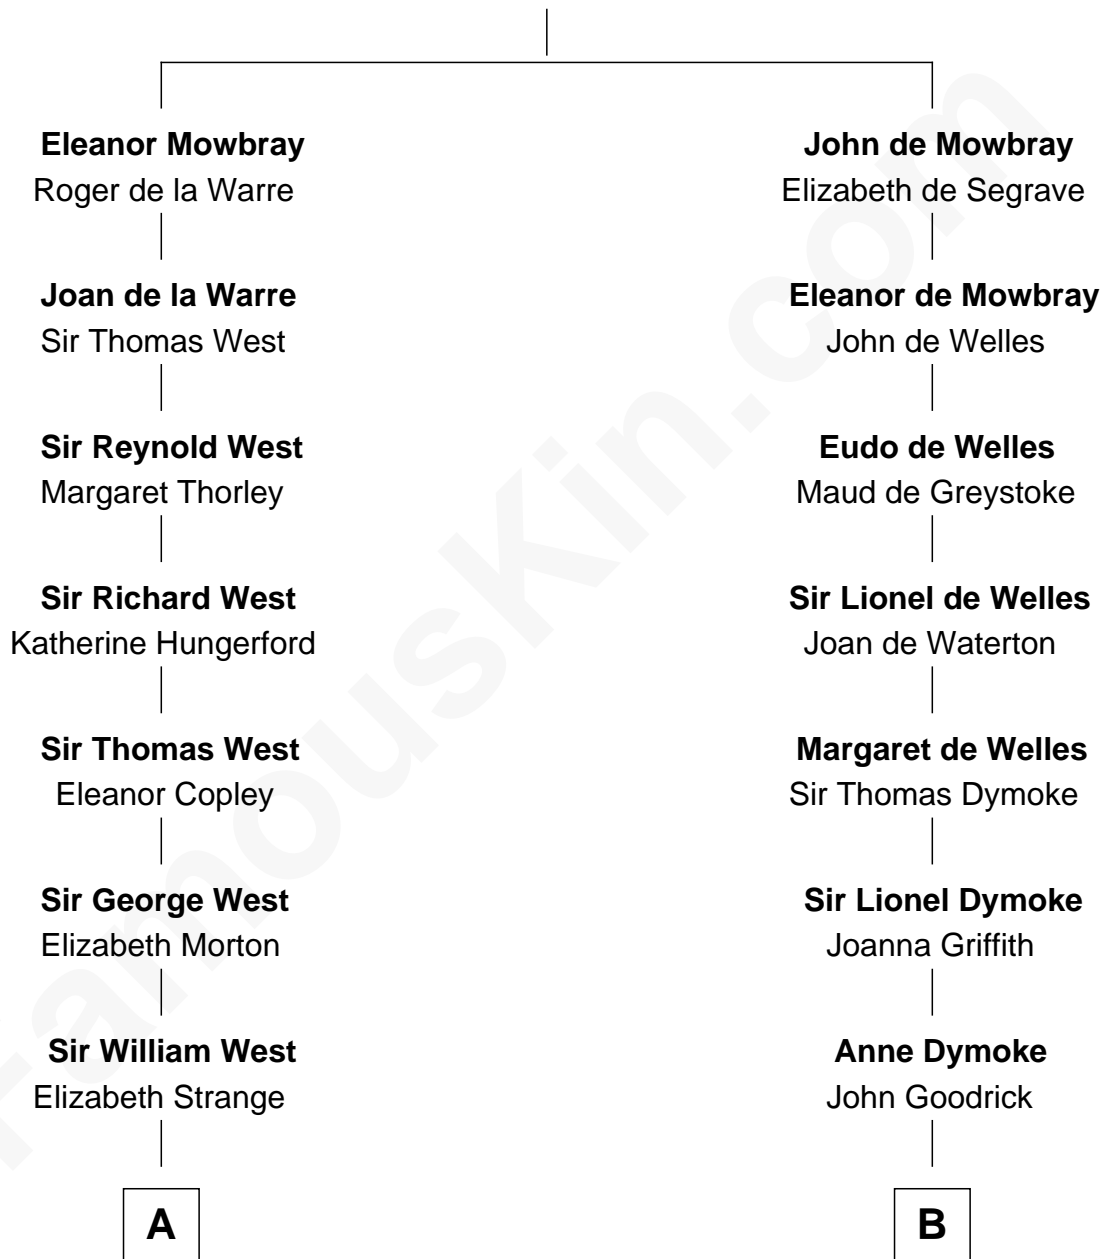 Eleanor Mowbray
Roger de la Warre
John de Mowbray
Elizabeth de Segrave
Joan de la Warre
Sir Thomas West
Eleanor de Mowbray
John de Welles
Sir Reynold West
Margaret Thorley
Eudo de Welles
Maud de Greystoke
Sir Richard West
Katherine Hungerford
Sir Lionel de Welles
Joan de Waterton
Sir Thomas West
Eleanor Copley
Margaret de Welles
Sir Thomas Dymoke
Sir George West
Elizabeth Morton
Sir Lionel Dymoke
Joanna Griffith
Sir William West
Elizabeth Strange
Anne Dymoke
John Goodrick
A
B
FamousKin.com